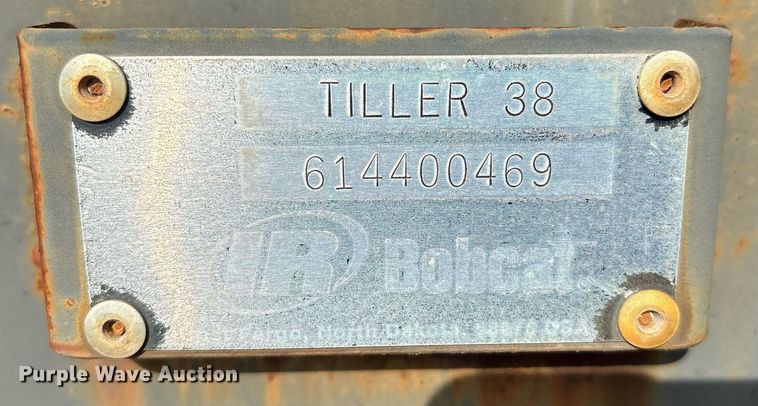 TILLER 38
614400469
IR Bobcat
Fargo, North Dakota, USA
Purple Wave Auction